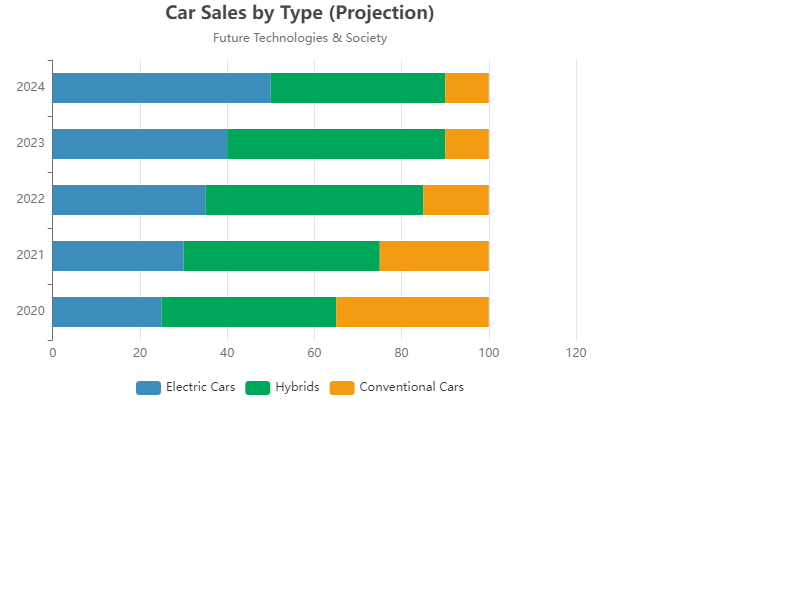 Car Sales by Type (Projection)
Future Technologies & Society
2024
2023
2022
2021
2020
0 20 40 60 80 100 120
Electric Cars Hybrids Conventional Cars